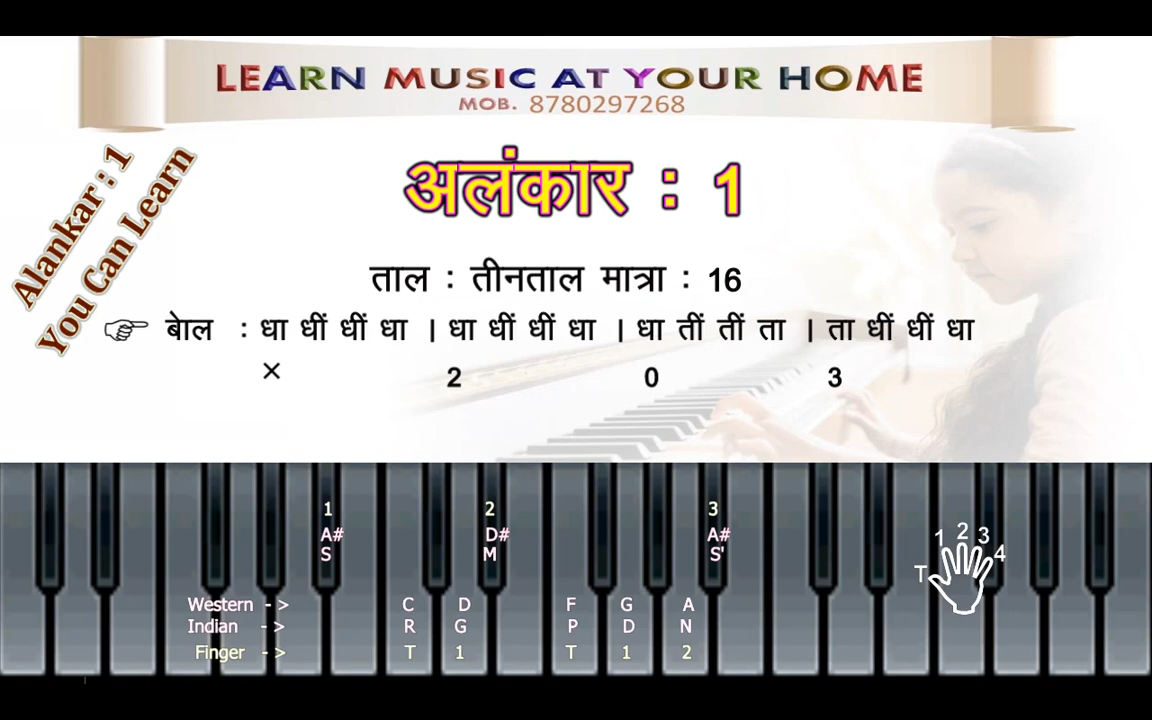 LEARN MUSIC AT YOUR HOME
MOB. 8780297268
Alankar : 1
You Can Learn
अलंकार : 1
ताल : तीनताल मात्रा : 16
बोल : धा धीं धीं धा | धा धीं धीं धा | धा तीं तीं ता | ता धीं धीं धा
× 2 0 3
1 2 3
A# D# A#
S M S'
1 2 3 4
T
Western - > C D F G A
Indian - > R G P D N
Finger - > T 1 T 1 2